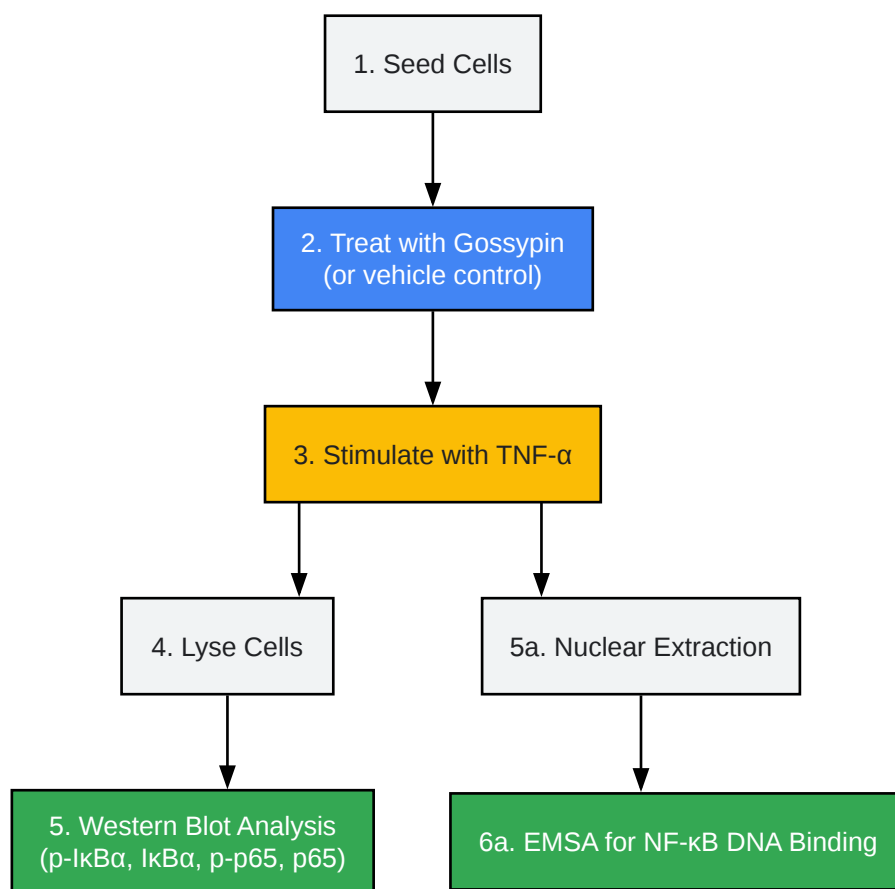 1. Seed Cells
2. Treat with Gossypin
(or vehicle control)
3. Stimulate with TNF-α
4. Lyse Cells
5a. Nuclear Extraction
5. Western Blot Analysis
(p-IκBα, IκBα, p-p65, p65)
6a. EMSA for NF-κB DNA Binding